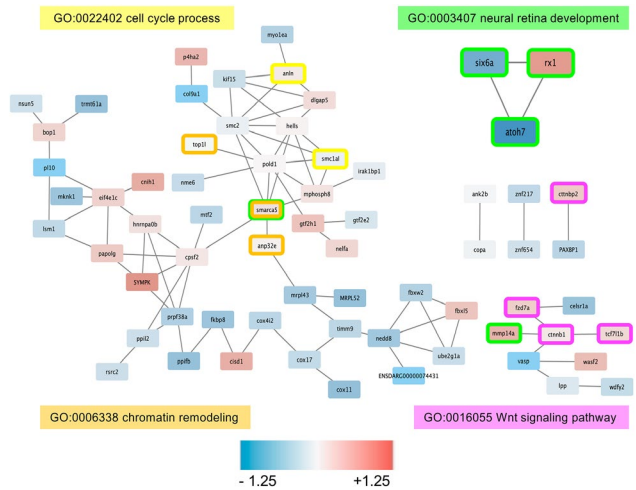 GO:0022402 cell cycle process
GO:0003407 neural retina development
myo1ea
p4ha2
six6a
rx1
anln
kif15
col9a1
dlgap5
nsun5
trmt61a
atoh7
smc2
hells
bop1
top1l
smc1al
pold1
pl10
irak1bp1
cnih1
nme6
mknk1
eif4e1c
mphosph8
ank2b
znf217
ctnnbp2
smarca5
mtf2
hnrnpa0b
gtf2h1
gtf2e2
lsm1
anp32e
nelfa
papolg
cpsf2
copa
znf654
PAXBP1
SYMPK
fbxw2
mrpl43
MRPL52
fbxl5
fzd7a
celsr1a
prpf38a
fkbp8
cox4i2
timm9
nedd8
mmp14a
ctnnb1
tcf7l1b
ppil2
ube2g1a
ppifb
cisd1
cox17
vasp
wasf2
rsrc2
ENSDARG00000074431
cox11
lpp
wdfy2
GO:0006338 chromatin remodeling
GO:0016055 Wnt signaling pathway
- 1.25
+1.25